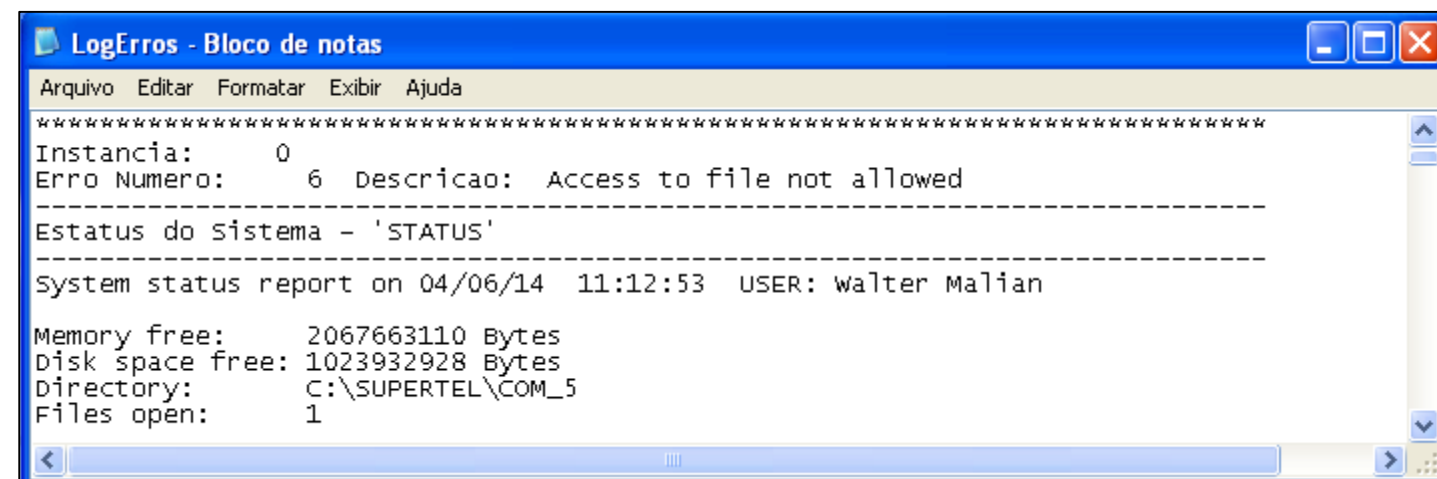 LogErros - Bloco de notas
Arquivo Editar Formatar Exibir Ajuda
*****************************************************************************
Instancia:     0
Erro Numero:     6  Descricao:  Access to file not allowed
-----------------------------------------------------------------------------
Estatus do Sistema – 'STATUS'
-----------------------------------------------------------------------------
System status report on 04/06/14  11:12:53  USER: Walter Malian
Memory free:     2067663110 Bytes
Disk space free: 1023932928 Bytes
Directory:       C:\SUPERTEL\COM_5
Files open:      1